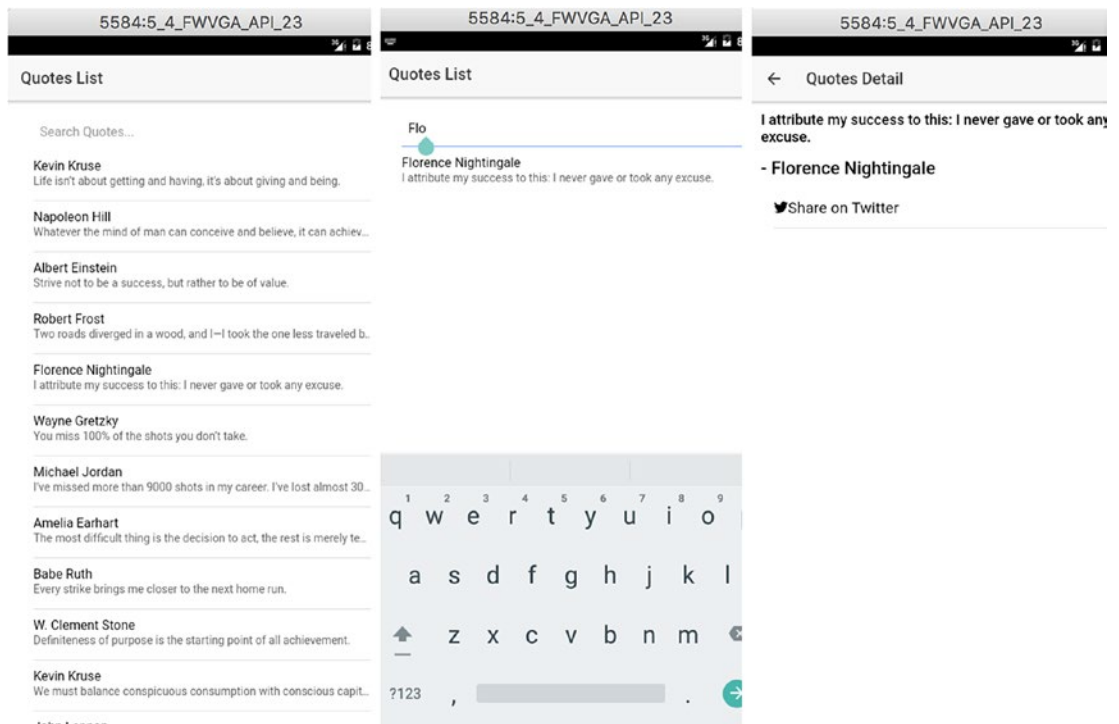 5584:5_4_FWVGA_API_23
3G
8
Quotes List
Search Quotes...
Kevin Kruse
Life isn't about getting and having, it's about giving and being.
Napoleon Hill
Whatever the mind of man can conceive and believe, it can achiev...
Albert Einstein
Strive not to be a success, but rather to be of value.
Robert Frost
Two roads diverged in a wood, and I—I took the one less traveled b..
Florence Nightingale
I attribute my success to this: I never gave or took any excuse.
Wayne Gretzky
You miss 100% of the shots you don't take.
Michael Jordan
I've missed more than 9000 shots in my career. I've lost almost 30..
Amelia Earhart
The most difficult thing is the decision to act, the rest is merely te..
Babe Ruth
Every strike brings me closer to the next home run.
W. Clement Stone
Definiteness of purpose is the starting point of all achievement.
Kevin Kruse
We must balance conspicuous consumption with conscious capit...
5584:5_4_FWVGA_API_23
3G
8
Quotes List
Flo
Florence Nightingale
I attribute my success to this: I never gave or took any excuse.
1 2 3 4 5 6 7 8 9
q w e r t y u i o
a s d f g h j k l
z x c v b n m
?123 , .
5584:5_4_FWVGA_API_23
3G
← Quotes Detail
I attribute my success to this: I never gave or took any
excuse.
- Florence Nightingale
Share on Twitter